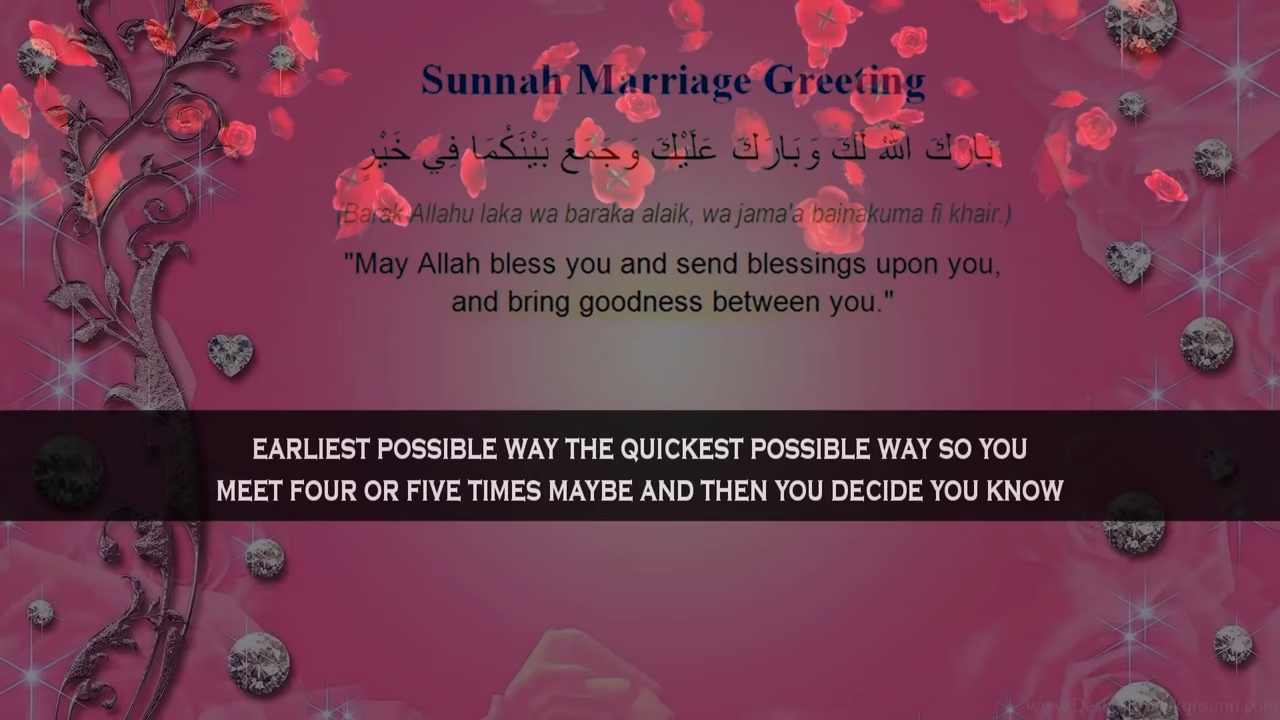 Sunnah Marriage Greeting
بَارَكَ اللهُ لَكَ وَبَارَكَ عَلَيْكَ وَجَمَعَ بَيْنَكُمَا فِي خَيْرٍ
(Barak Allahu laka wa baraka alaik, wa jama'a bainakuma fi khair.)
"May Allah bless you and send blessings upon you,
and bring goodness between you."
EARLIEST POSSIBLE WAY THE QUICKEST POSSIBLE WAY SO YOU
MEET FOUR OR FIVE TIMES MAYBE AND THEN YOU DECIDE YOU KNOW